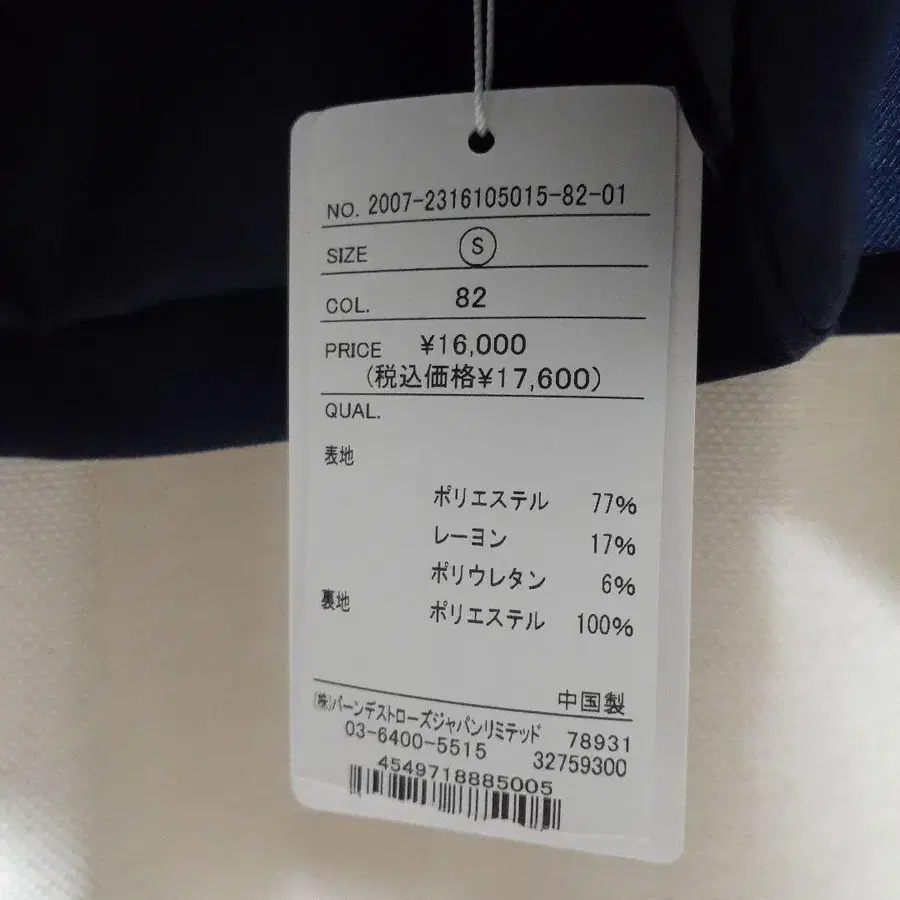 NO. 2007-2316105015-82-01
SIZE Ⓢ
COL. 82
PRICE ¥16,000
(税込価格¥17,600)
QUAL.
表地
ポリエステル 77%
レーヨン 17%
ポリウレタン 6%
裏地 ポリエステル 100%
中国製
(株)バーンデストローズジャパンリミテッド 78931
03-6400-5515 32759300
4549718885005